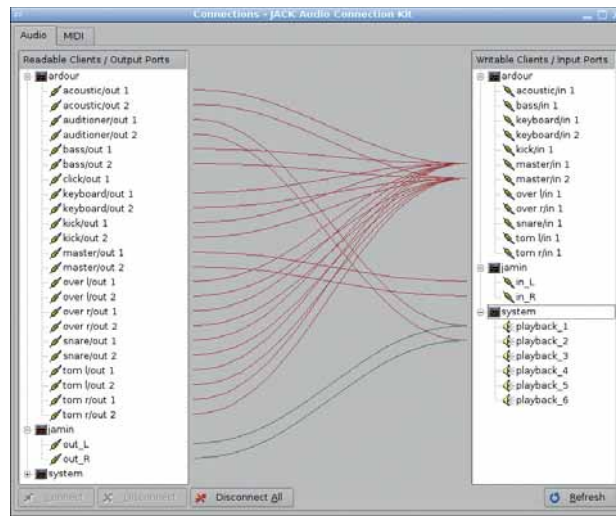 Connections - JACK Audio Connection Kit
Audio
MIDI
Readable Clients / Output Ports
ardour
acoustic/out 1
acoustic/out 2
auditioner/out 1
auditioner/out 2
bass/out 1
bass/out 2
click/out 1
keyboard/out 1
keyboard/out 2
kick/out 1
kick/out 2
master/out 1
master/out 2
over l/out 1
over l/out 2
over r/out 1
over r/out 2
snare/out 1
snare/out 2
tom l/out 1
tom l/out 2
tom r/out 1
tom r/out 2
jamin
out_L
out_R
system
Writable Clients / Input Ports
ardour
acoustic/in 1
bass/in 1
keyboard/in 1
keyboard/in 2
kick/in 1
master/in 1
master/in 2
over l/in 1
over r/in 1
snare/in 1
tom l/in 1
tom r/in 1
jamin
in_L
in_R
system
playback_1
playback_2
playback_3
playback_4
playback_5
playback_6
Connect
Disconnect
Disconnect All
Refresh